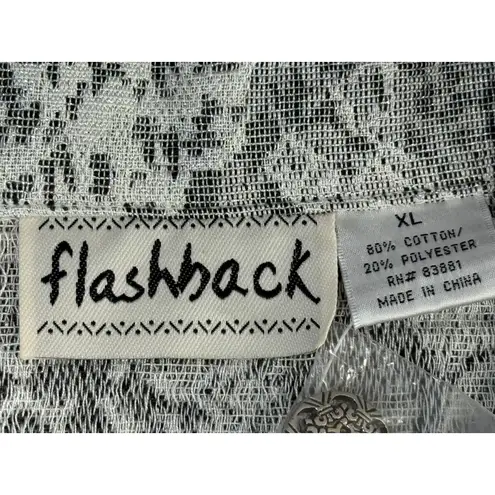 flashback
XL
80% COTTON/
20% POLYESTER
RN# 83881
MADE IN CHINA